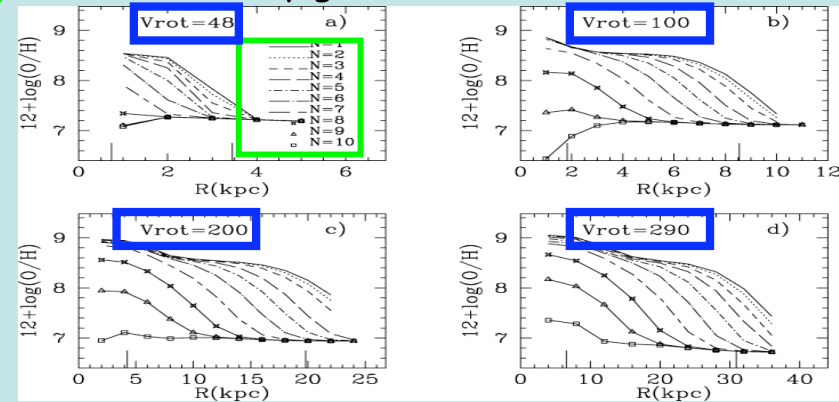 Vrot=48
a)
N=1
N=2
N=3
N=4
N=5
N=6
N=7
N=8
N=9
N=10
12+log(O/H)
9
8
7
0 2 4 6
R(kpc)
Vrot=100
b)
12+log(O/H)
9
8
7
0 2 4 6 8 10 12
R(kpc)
Vrot=200
c)
12+log(O/H)
9
8
7
0 5 10 15 20 25
R(kpc)
Vrot=290
d)
12+log(O/H)
9
8
7
0 10 20 30 40
R(kpc)